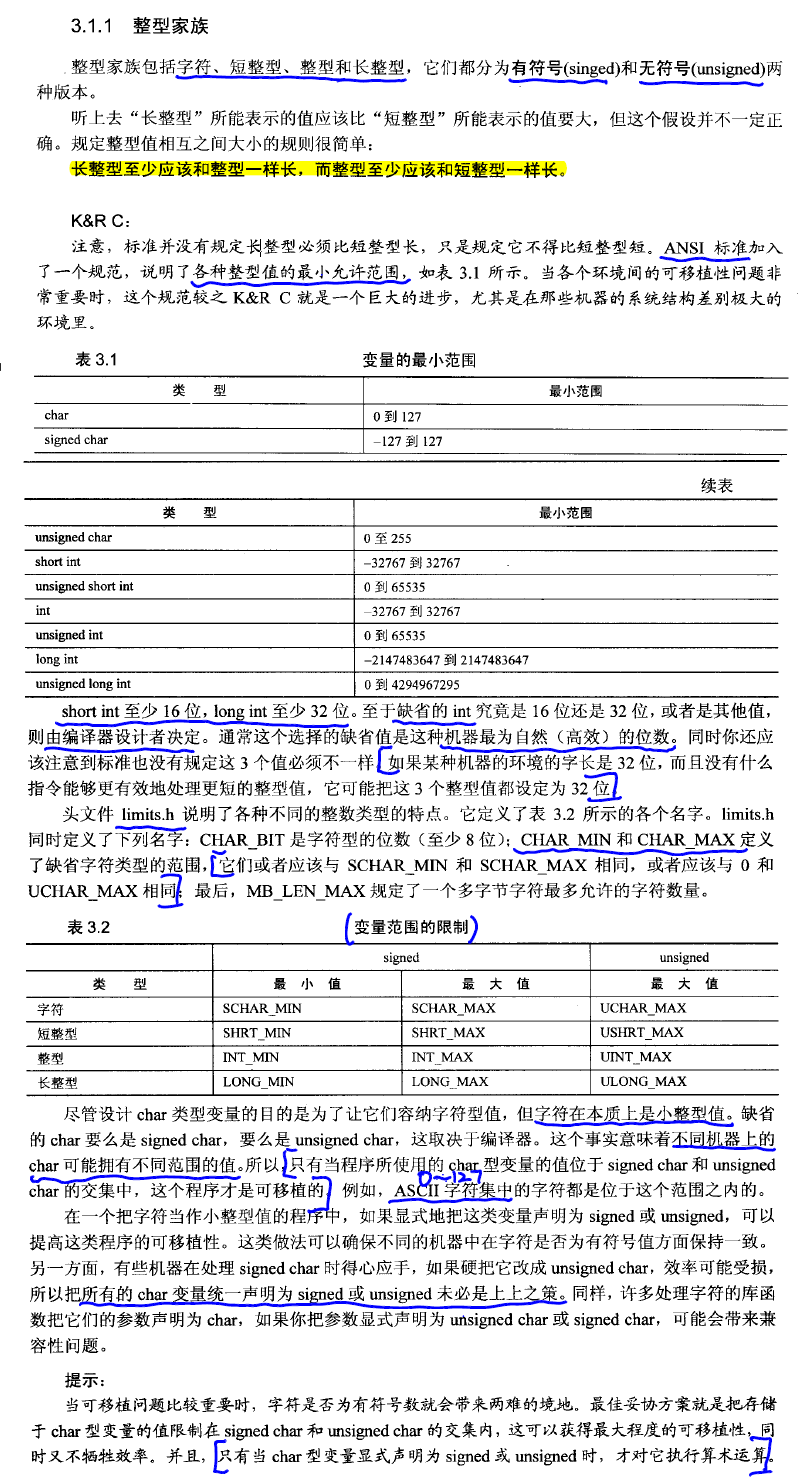 3.1.1 整型家族
整型家族包括字符、短整型、整型和长整型，它们都分为有符号(singed)和无符号(unsigned)两
种版本。
听上去“长整型”所能表示的值应该比“短整型”所能表示的值要大，但这个假设并不一定正
确。规定整型值相互之间大小的规则很简单：
长整型至少应该和整型一样长，而整型至少应该和短整型一样长。
K&R C：
注意，标准并没有规定长整型必须比短整型长，只是规定它不得比短整型短。ANSI 标准加入
了一个规范，说明了各种整型值的最小允许范围，如表 3.1 所示。当各个环境间的可移植性问题非
常重要时，这个规范较之 K&R C 就是一个巨大的进步，尤其是在那些机器的系统结构差别极大的
环境里。
表 3.1 变量的最小范围
类 型 最小范围
char 0 到 127
signed char –127 到 127
续表
类 型 最小范围
unsigned char 0 至 255
short int –32767 到 32767
unsigned short int 0 到 65535
int –32767 到 32767
unsigned int 0 到 65535
long int –2147483647 到 2147483647
unsigned long int 0 到 4294967295
short int 至少 16 位，long int 至少 32 位。至于缺省的 int 究竟是 16 位还是 32 位，或者是其他值，
则由编译器设计者决定。通常这个选择的缺省值是这种机器最为自然（高效）的位数。同时你还应
该注意到标准也没有规定这 3 个值必须不一样。如果某种机器的环境的字长是 32 位，而且没有什么
指令能够更有效地处理更短的整型值，它可能把这 3 个整型值都设定为 32 位。
头文件 limits.h 说明了各种不同的整数类型的特点。它定义了表 3.2 所示的各个名字。limits.h
同时定义了下列名字：CHAR_BIT 是字符型的位数（至少 8 位）；CHAR_MIN 和 CHAR_MAX 定义
了缺省字符类型的范围，它们或者应该与 SCHAR_MIN 和 SCHAR_MAX 相同，或者应该与 0 和
UCHAR_MAX 相同；最后，MB_LEN_MAX 规定了一个多字节字符最多允许的字符数量。
表 3.2 变量范围的限制
signed unsigned
类 型 最 小 值 最 大 值 最 大 值
字符 SCHAR_MIN SCHAR_MAX UCHAR_MAX
短整型 SHRT_MIN SHRT_MAX USHRT_MAX
整型 INT_MIN INT_MAX UINT_MAX
长整型 LONG_MIN LONG_MAX ULONG_MAX
尽管设计 char 类型变量的目的是为了让它们容纳字符型值，但字符在本质上是小整型值。缺省
的 char 要么是 signed char，要么是 unsigned char，这取决于编译器。这个事实意味着不同机器上的
char 可能拥有不同范围的值。所以，只有当程序所使用的 char 型变量的值位于 signed char 和 unsigned
0~127
char 的交集中，这个程序才是可移植的。例如，ASCII 字符集中的字符都是位于这个范围之内的。
在一个把字符当作小整型值的程序中，如果显式地把这类变量声明为 signed 或 unsigned，可以
提高这类程序的可移植性。这类做法可以确保不同的机器中在字符是否为有符号值方面保持一致。
另一方面，有些机器在处理 signed char 时得心应手，如果硬把它改成 unsigned char，效率可能受损，
所以把所有的 char 变量统一声明为 signed 或 unsigned 未必是上上之策。同样，许多处理字符的库函
数把它们的参数声明为 char，如果你把参数显式声明为 unsigned char 或 signed char，可能会带来兼
容性问题。
提示：
当可移植问题比较重要时，字符是否为有符号数就会带来两难的境地。最佳妥协方案就是把存储
于 char 型变量的值限制在 signed char 和 unsigned char 的交集内，这可以获得最大程度的可移植性，同
时又不牺牲效率。并且，只有当 char 型变量显式声明为 signed 或 unsigned 时，才对它执行算术运算。